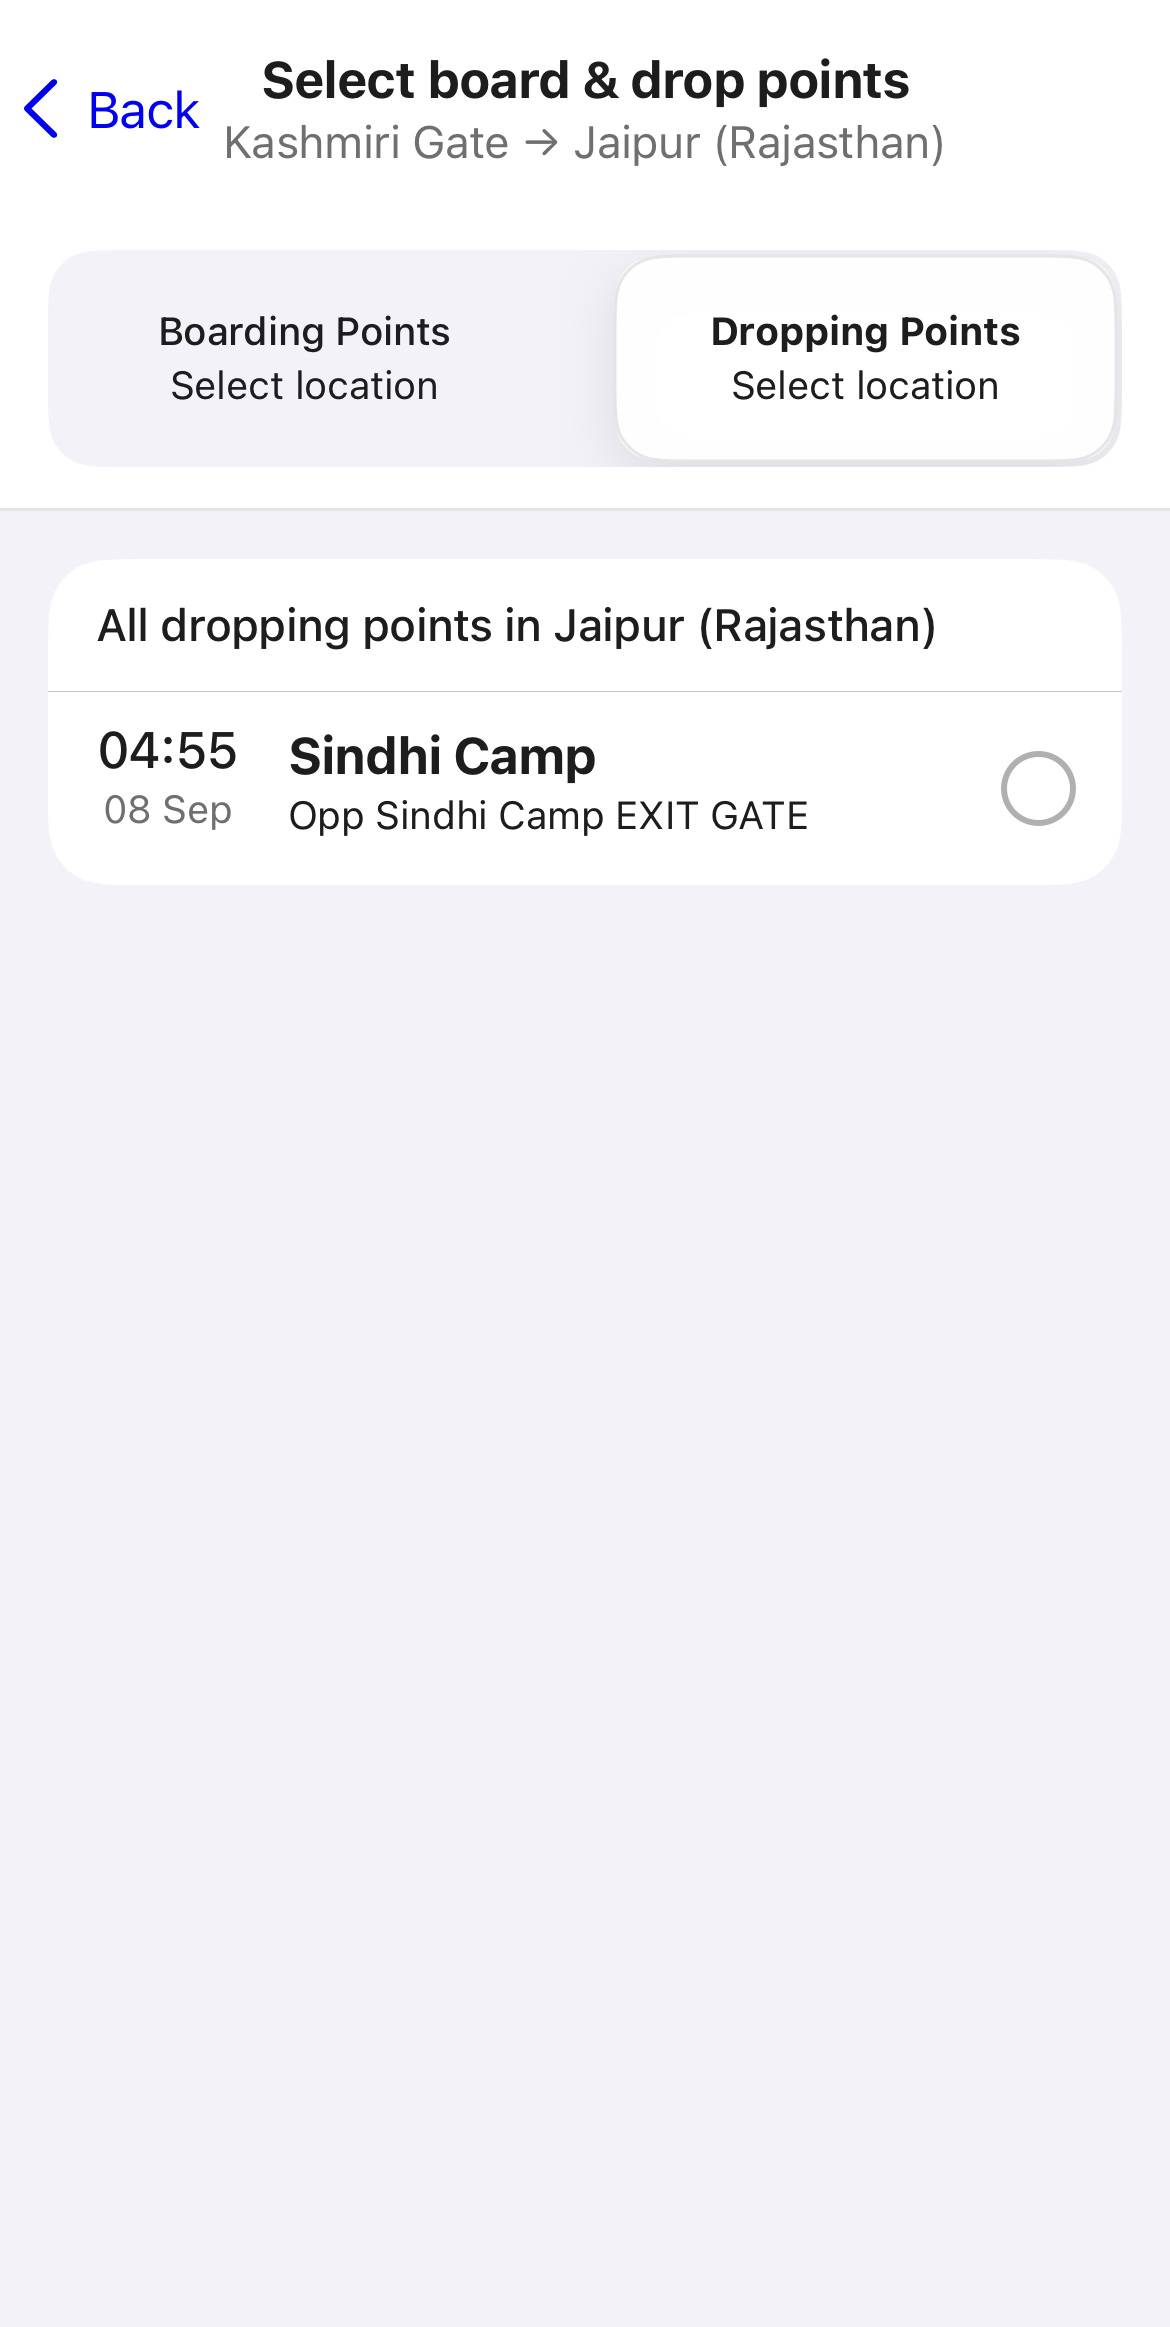 Back
Select board & drop points
Kashmiri Gate → Jaipur (Rajasthan)
Boarding Points
Select location
Dropping Points
Select location
All dropping points in Jaipur (Rajasthan)
04:55
08 Sep
Sindhi Camp
Opp Sindhi Camp EXIT GATE